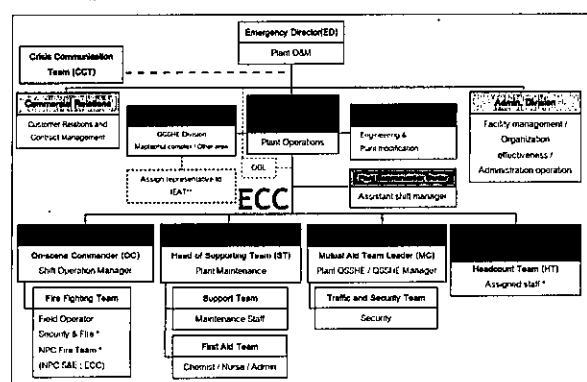 Emergency Director(ED)
Plant O&M
Crisis Communication
Team (CCT)
Commercial Relations
Customer Relations and
Contract Management
QSSHE Division
Maptaphut complex / Other area
Assign representative to
IEAT**
Plant Operations
Engineering &
Plant modification
Admin. Division
Facility management /
Organization
effectiveness /
Administration operation
ECC
Assistant shift manager
On-scene Commander (OC)
Shift Operation Manager
Head of Supporting Team (ST)
Plant Maintenance
Mutual Aid Team Leader (MC)
Plant QSSHE / QSSHE Manager
Headcount Team (HT)
Assigned staff *
Fire Fighting Team
Field Operator
Security & Fire *
NPC Fire Team *
(NPC S&E ; ECC)
Support Team
Maintenance Staff
First Aid Team
Chemist / Nurse / Admin
Traffic and Security Team
Security